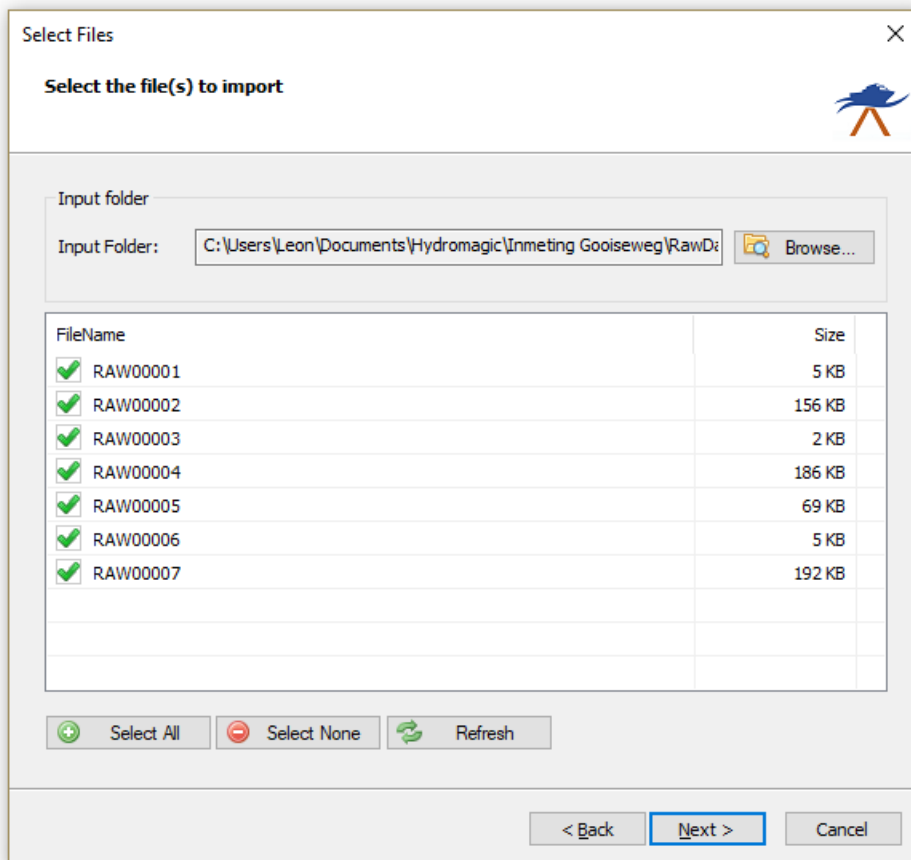 Select Files
Select the file(s) to import
Input folder
Input Folder: C:\Users\Leon\Documents\Hydromagic\Inmeting Gooiseweg\RawDa Browse...
FileName Size
RAW00001 5 KB
RAW00002 156 KB
RAW00003 2 KB
RAW00004 186 KB
RAW00005 69 KB
RAW00006 5 KB
RAW00007 192 KB
Select All Select None Refresh
< Back Next > Cancel